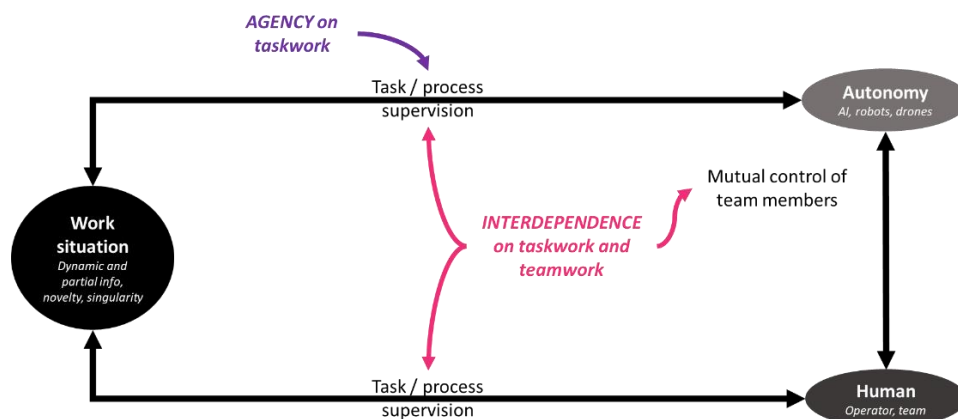 AGENCY on
taskwork
Task / process
supervision
Autonomy
AI, robots, drones
Mutual control of
team members
Work
situation
Dynamic and
partial info,
novelty, singularity
INTERDEPENDENCE
on taskwork and
teamwork
Task / process
supervision
Human
Operator, team